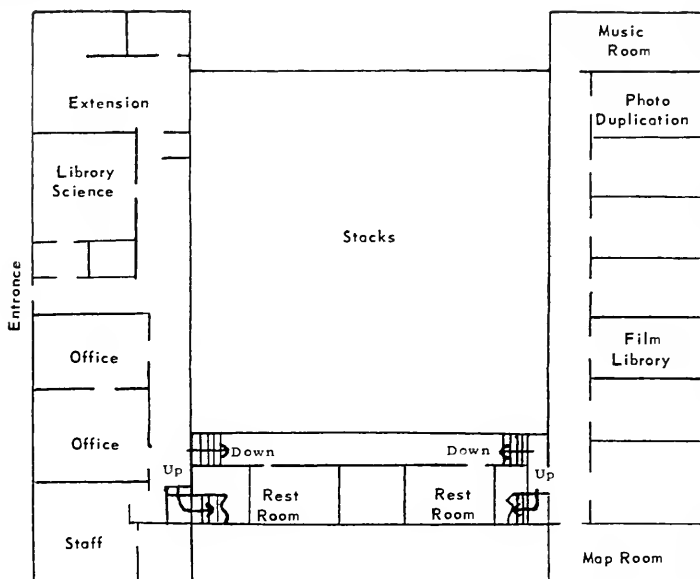 Music
Room
Extension
Photo
Duplication
Library
Science
Stacks
Entrance
Office
Film
Library
Office
Down
Down
Up
Up
Rest
Room
Rest
Room
Staff
Map Room